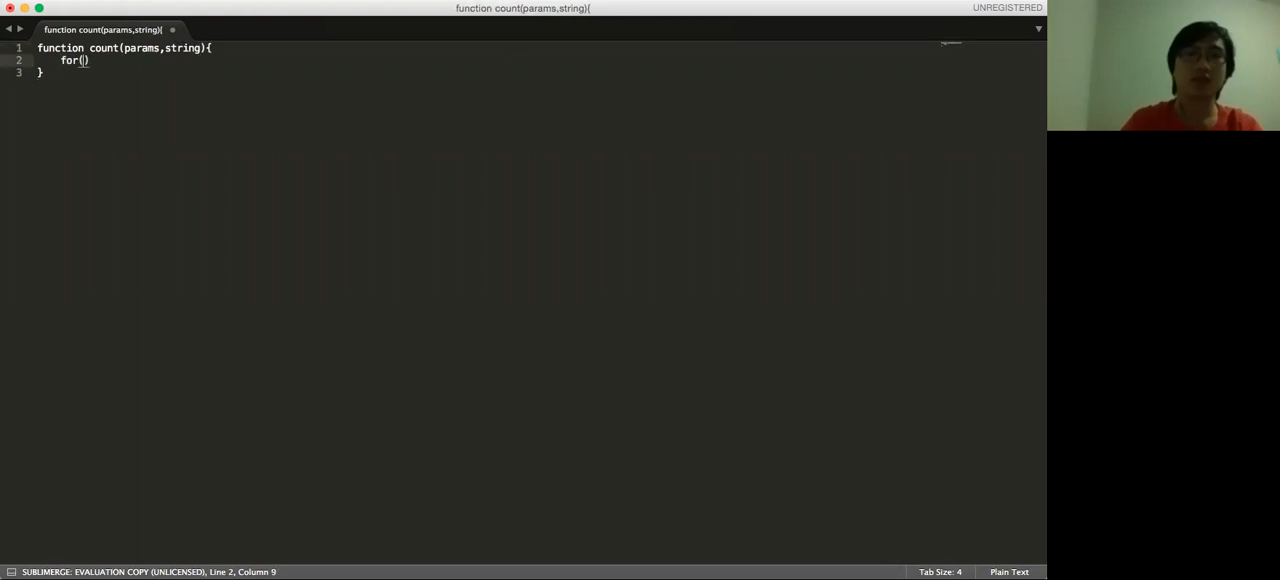 function count(params,string){
UNREGISTERED
function count(params,string){
1 function count(params,string){
2 for()
3 }
SUBLIMERGE: EVALUATION COPY (UNLICENSED), Line 2, Column 9
Tab Size: 4
Plain Text